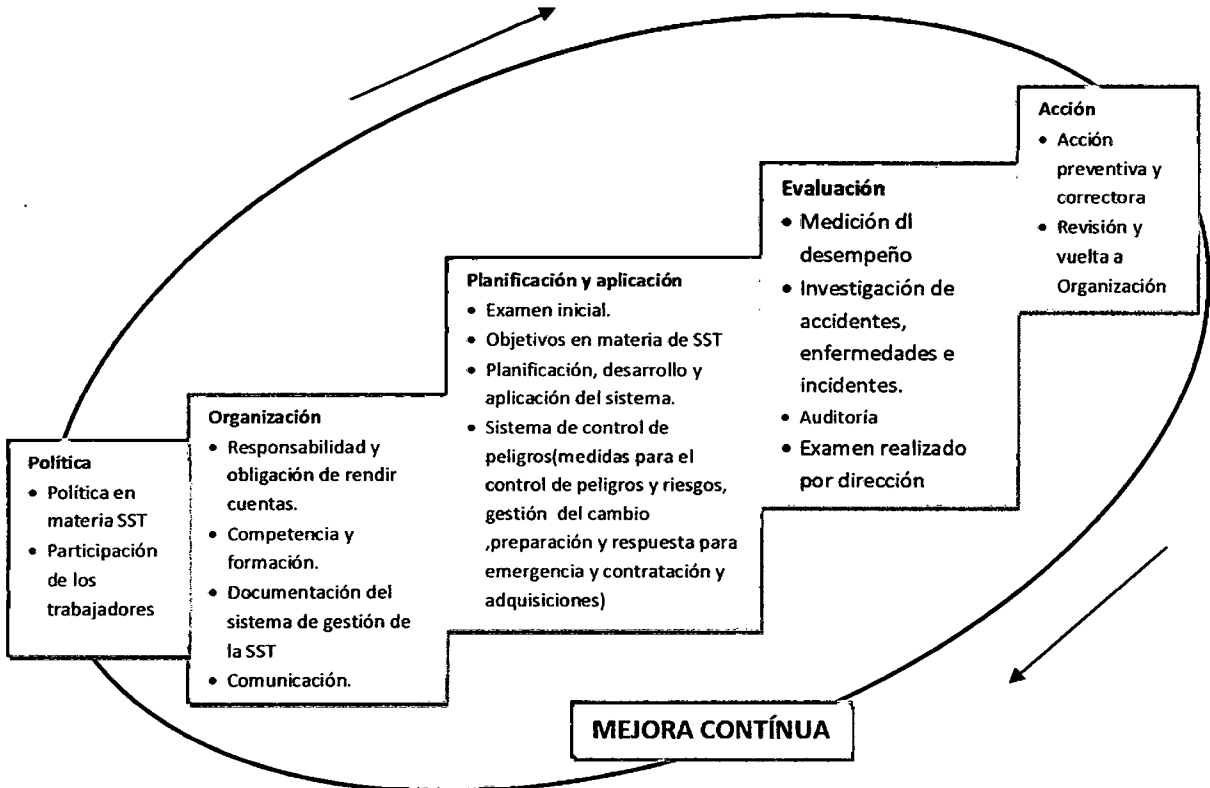 Política
• Política en
materia SST
• Participación
de los
trabajadores
Organización
• Responsabilidad y
obligación de rendir
cuentas.
• Competencia y
formación.
• Documentación del
sistema de gestión de
la SST
• Comunicación.
Planificación y aplicación
• Examen inicial.
• Objetivos en materia de SST
• Planificación, desarrollo y
aplicación del sistema.
• Sistema de control de
peligros(medidas para el
control de peligros y riesgos,
gestión del cambio
,preparación y respuesta para
emergencia y contratación y
adquisiciones)
Evaluación
• Medición dl
desempeño
• Investigación de
accidentes,
enfermedades e
incidentes.
• Auditoría
• Examen realizado
por dirección
Acción
• Acción
preventiva y
correctora
• Revisión y
vuelta a
Organización
MEJORA CONTÍNUA